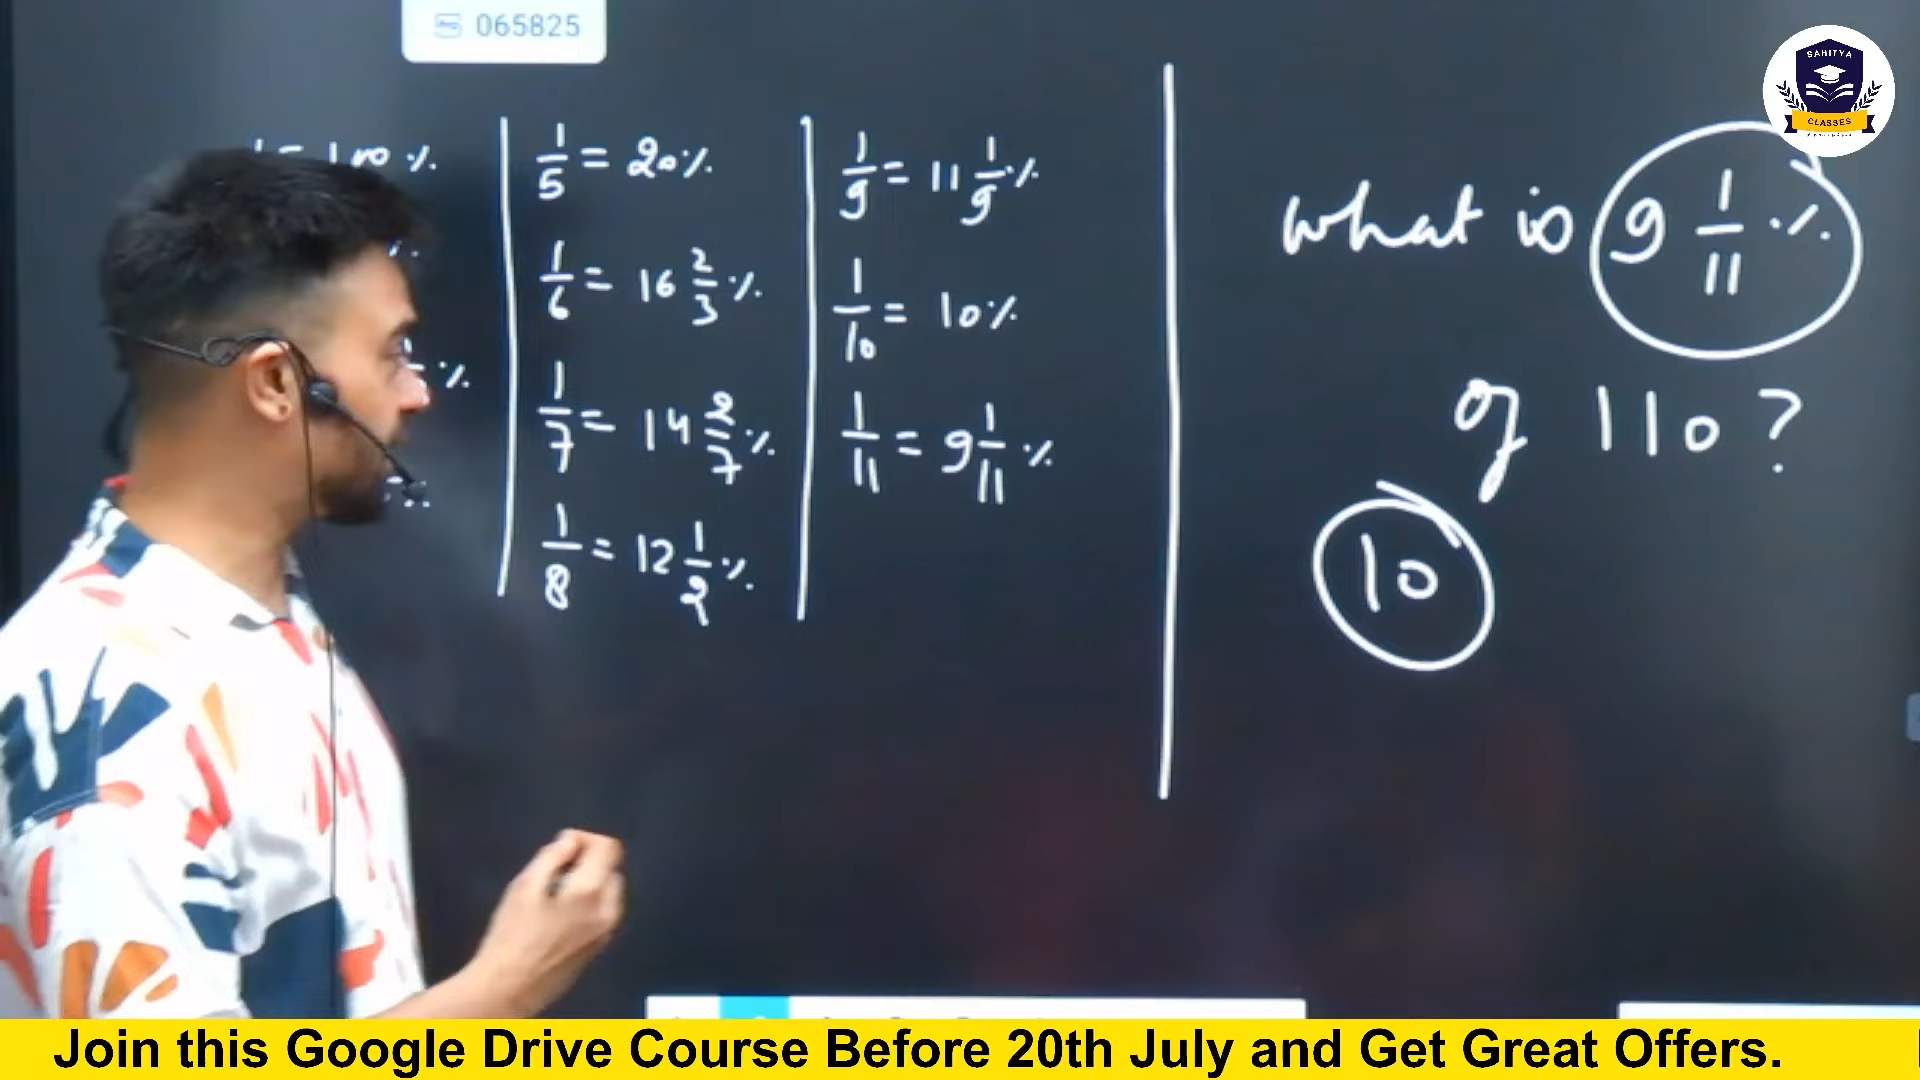 065825
SAHITYA
CLASSES
1/5 = 20%
1/6 = 16 2/3 %
1/7 = 14 2/7 %
1/8 = 12 1/2 %
1/9 = 11 1/9 %
1/10 = 10%
1/11 = 9 1/11 %
what is 9 1/11 %
of 110?
10
Join this Google Drive Course Before 20th July and Get Great Offers.